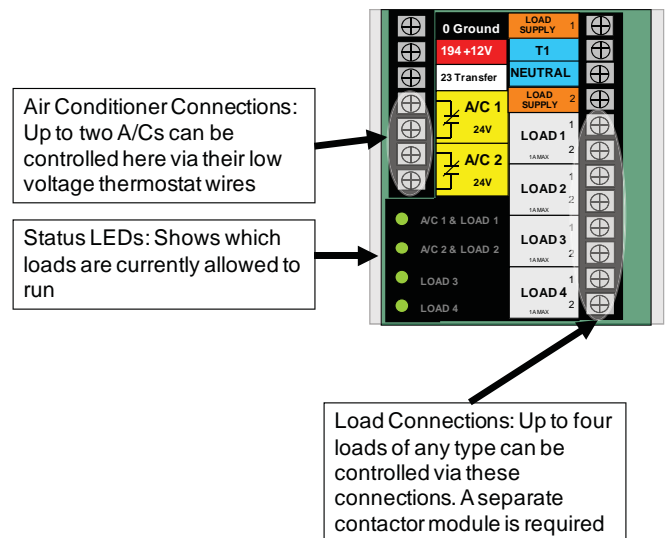 0 Ground
LOAD SUPPLY 1
194 +12V
T1
23 Transfer
NEUTRAL
LOAD SUPPLY 2
A/C 1
24V
LOAD 1
1
2
1A MAX
A/C 2
24V
LOAD 2
1
2
1A MAX
LOAD 3
1
2
1A MAX
LOAD 4
1
2
1A MAX
A/C 1 & LOAD 1
A/C 2 & LOAD 2
LOAD 3
LOAD 4
Air Conditioner Connections:
Up to two A/Cs can be
controlled here via their low
voltage thermostat wires
Status LEDs: Shows which
loads are currently allowed to
run
Load Connections: Up to four
loads of any type can be
controlled via these
connections. A separate
contactor module is required